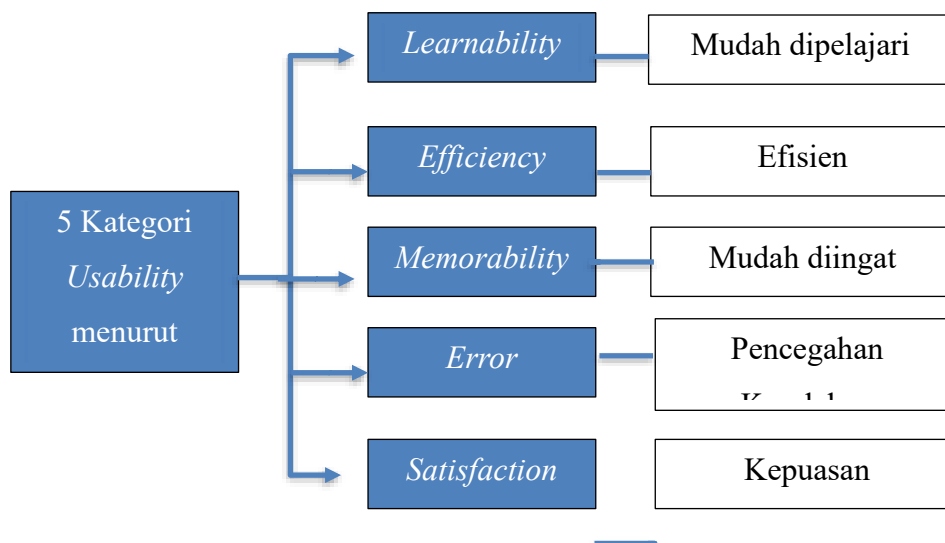 5 Kategori
Usability
menurut
Learnability
Mudah dipelajari
Efficiency
Efisien
Memorability
Mudah diingat
Error
Pencegahan
Satisfaction
Kepuasan